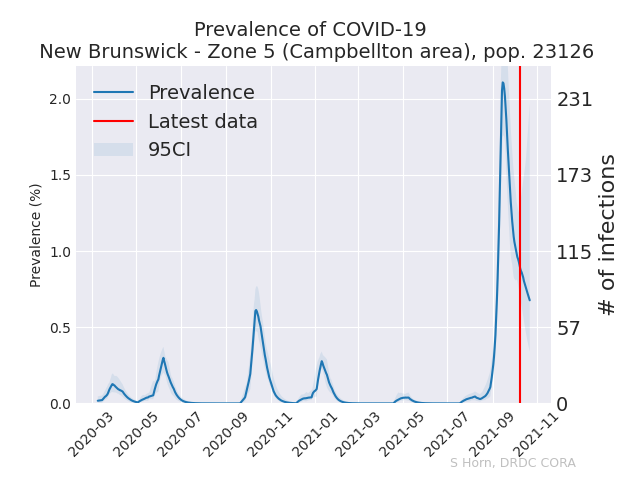 Prevalence of COVID-19
New Brunswick - Zone 5 (Campbellton area), pop. 23126
Prevalence
Latest data
95CI
Prevalence (%)
2.0
1.5
1.0
0.5
0.0
231
173
115
57
0
# of infections
2020-03
2020-05
2020-07
2020-09
2020-11
2021-01
2021-03
2021-05
2021-07
2021-09
2021-11
S Horn, DRDC CORA